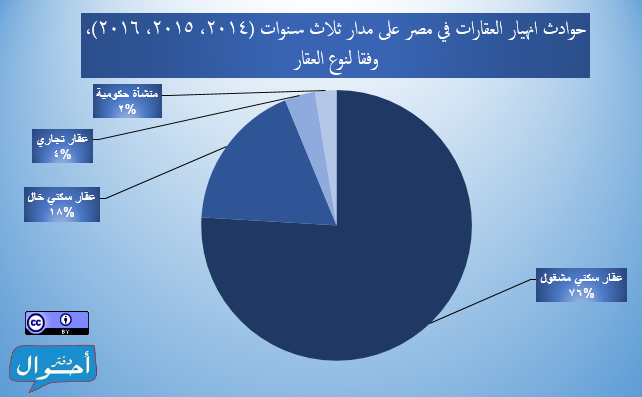 حوادث انهيار العقارات في مصر على مدار ثلاث سنوات (٢٠١٤، ٢٠١٥، ٢٠١٦)،
وفقا لنوع العقار
منشأة حكومية
٢%
عقار تجاري
٤%
عقار سكني خال
١٨%
عقار سكني مشغول
٧٦%
cc
BY
دفتر
أحوال